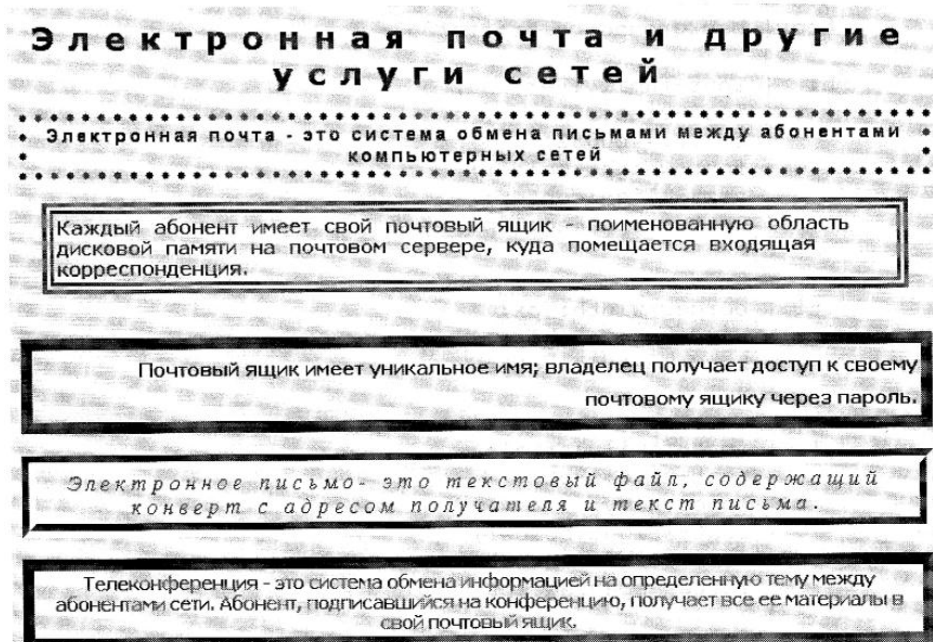 Электронная почта и другие
услуги сетей
Электронная почта - это система обмена письмами между абонентами
компьютерных сетей
Каждый абонент имеет свой почтовый ящик - поименованную область
дисковой памяти на почтовом сервере, куда помещается входящая
корреспонденция.
Почтовый ящик имеет уникальное имя; владелец получает доступ к своему
почтовому ящику через пароль.
Электронное письмо- это текстовый файл, содержащий
конверт с адресом получателя и текст письма.
Телеконференция - это система обмена информацией на определенную тему между
абонентами сети. Абонент, подписавшийся на конференцию, получает все ее материалы в
свой почтовый ящик.